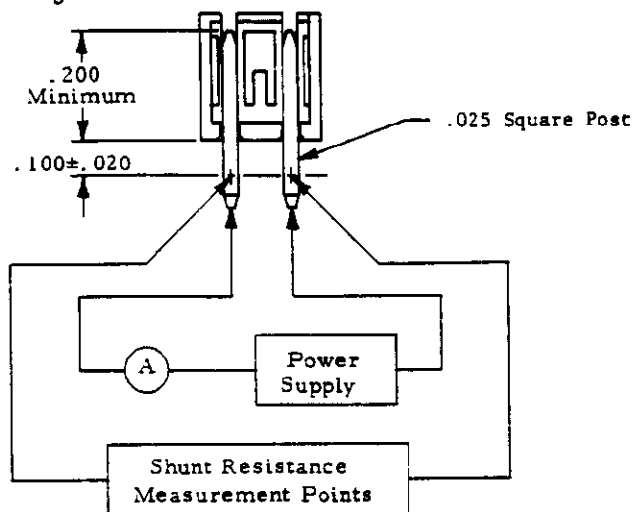 .200
Minimum
.025 Square Post
.100±.020
A
Power
Supply
Shunt Resistance
Measurement Points